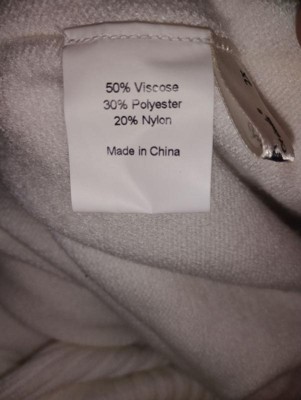 50% Viscose
30% Polyester
20% Nylon
Made in China